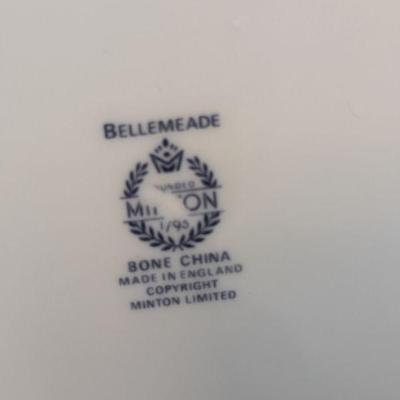 BELLEMEADE
BONE CHINA
MADE IN ENGLAND
COPYRIGHT
MINTON LIMITED